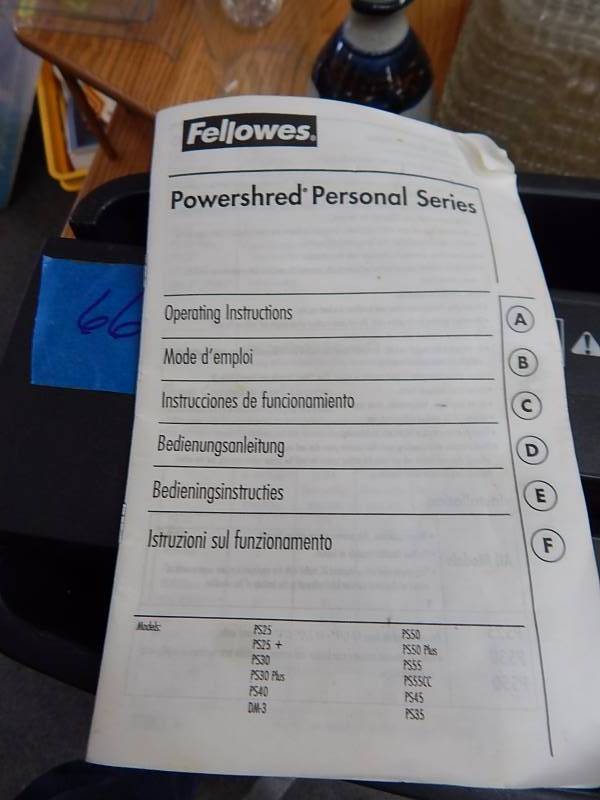 Fellowes®
Powershred® Personal Series
Operating Instructions A
Mode d'emploi B
Instrucciones de funcionamiento C
Bedienungsanleitung D
Bedieningsinstructies E
Istruzioni sul funzionamento F
66
Models: PS25 PS50
PS25 + PS50 Plus
PS30 PS55
PS30 Plus PS55CC
PS40 PS45
DM-3 PS35